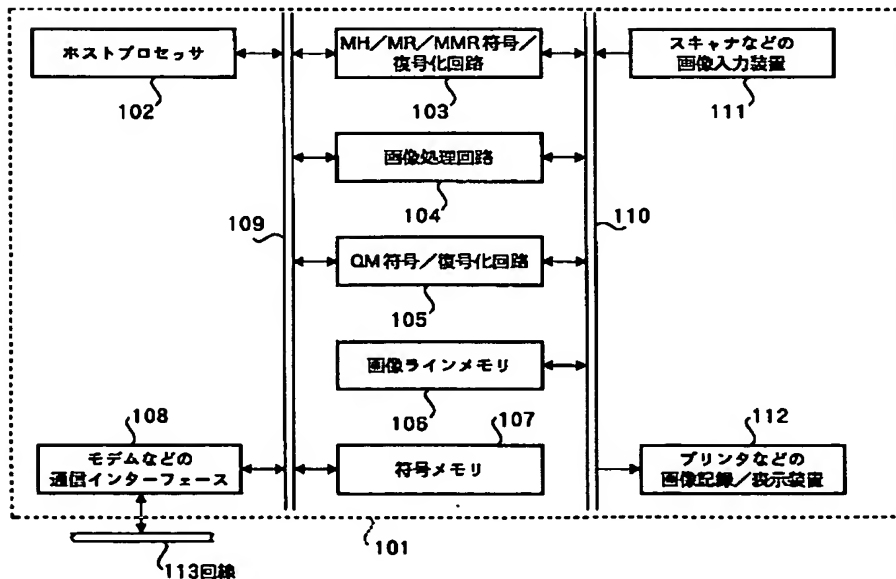 ホストプロセッサ
102
MH／MR／MMR 符号／
復号化回路
103
スキャナなどの
画像入力装置
111
画像処理回路
104
109
110
QM 符号／復号化回路
105
画像ラインメモリ
106
107
符号メモリ
108
モデムなどの
通信インターフェース
112
プリンタなどの
画像記録／表示装置
101
113回線